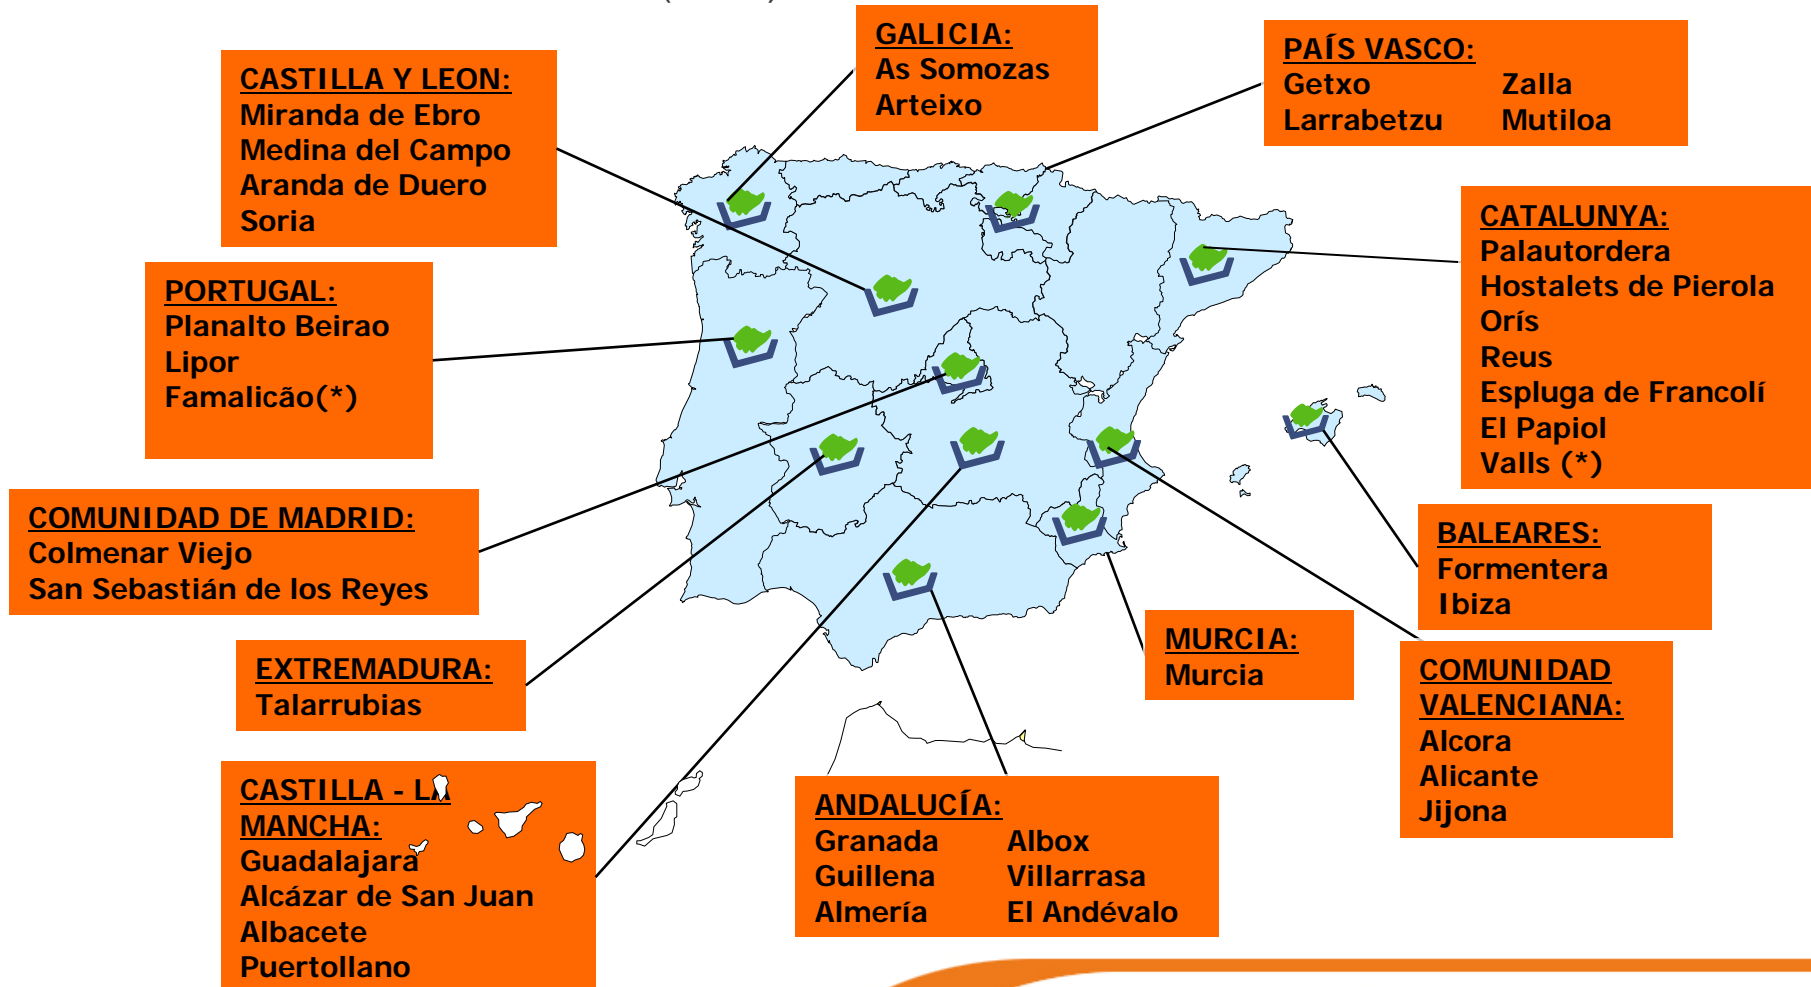 GALICIA:
As Somozas
Arteixo
PAÍS VASCO:
Getxo Zalla
Larrabetzu Mutiloa
CASTILLA Y LEON:
Miranda de Ebro
Medina del Campo
Aranda de Duero
Soria
CATALUNYA:
Palautordera
Hostalets de Pierola
Orís
Reus
Espluga de Francolí
El Papiol
Valls (*)
PORTUGAL:
Planalto Beirao
Lipor
Famalicão(*)
COMUNIDAD DE MADRID:
Colmenar Viejo
San Sebastián de los Reyes
BALEARES:
Formentera
Ibiza
MURCIA:
Murcia
EXTREMADURA:
Talarrubias
COMUNIDAD
VALENCIANA:
Alcora
Alicante
Jijona
CASTILLA - LA
MANCHA:
Guadalajara
Alcázar de San Juan
Albacete
Puertollano
ANDALUCÍA:
Granada Albox
Guillena Villarrasa
Almería El Andévalo